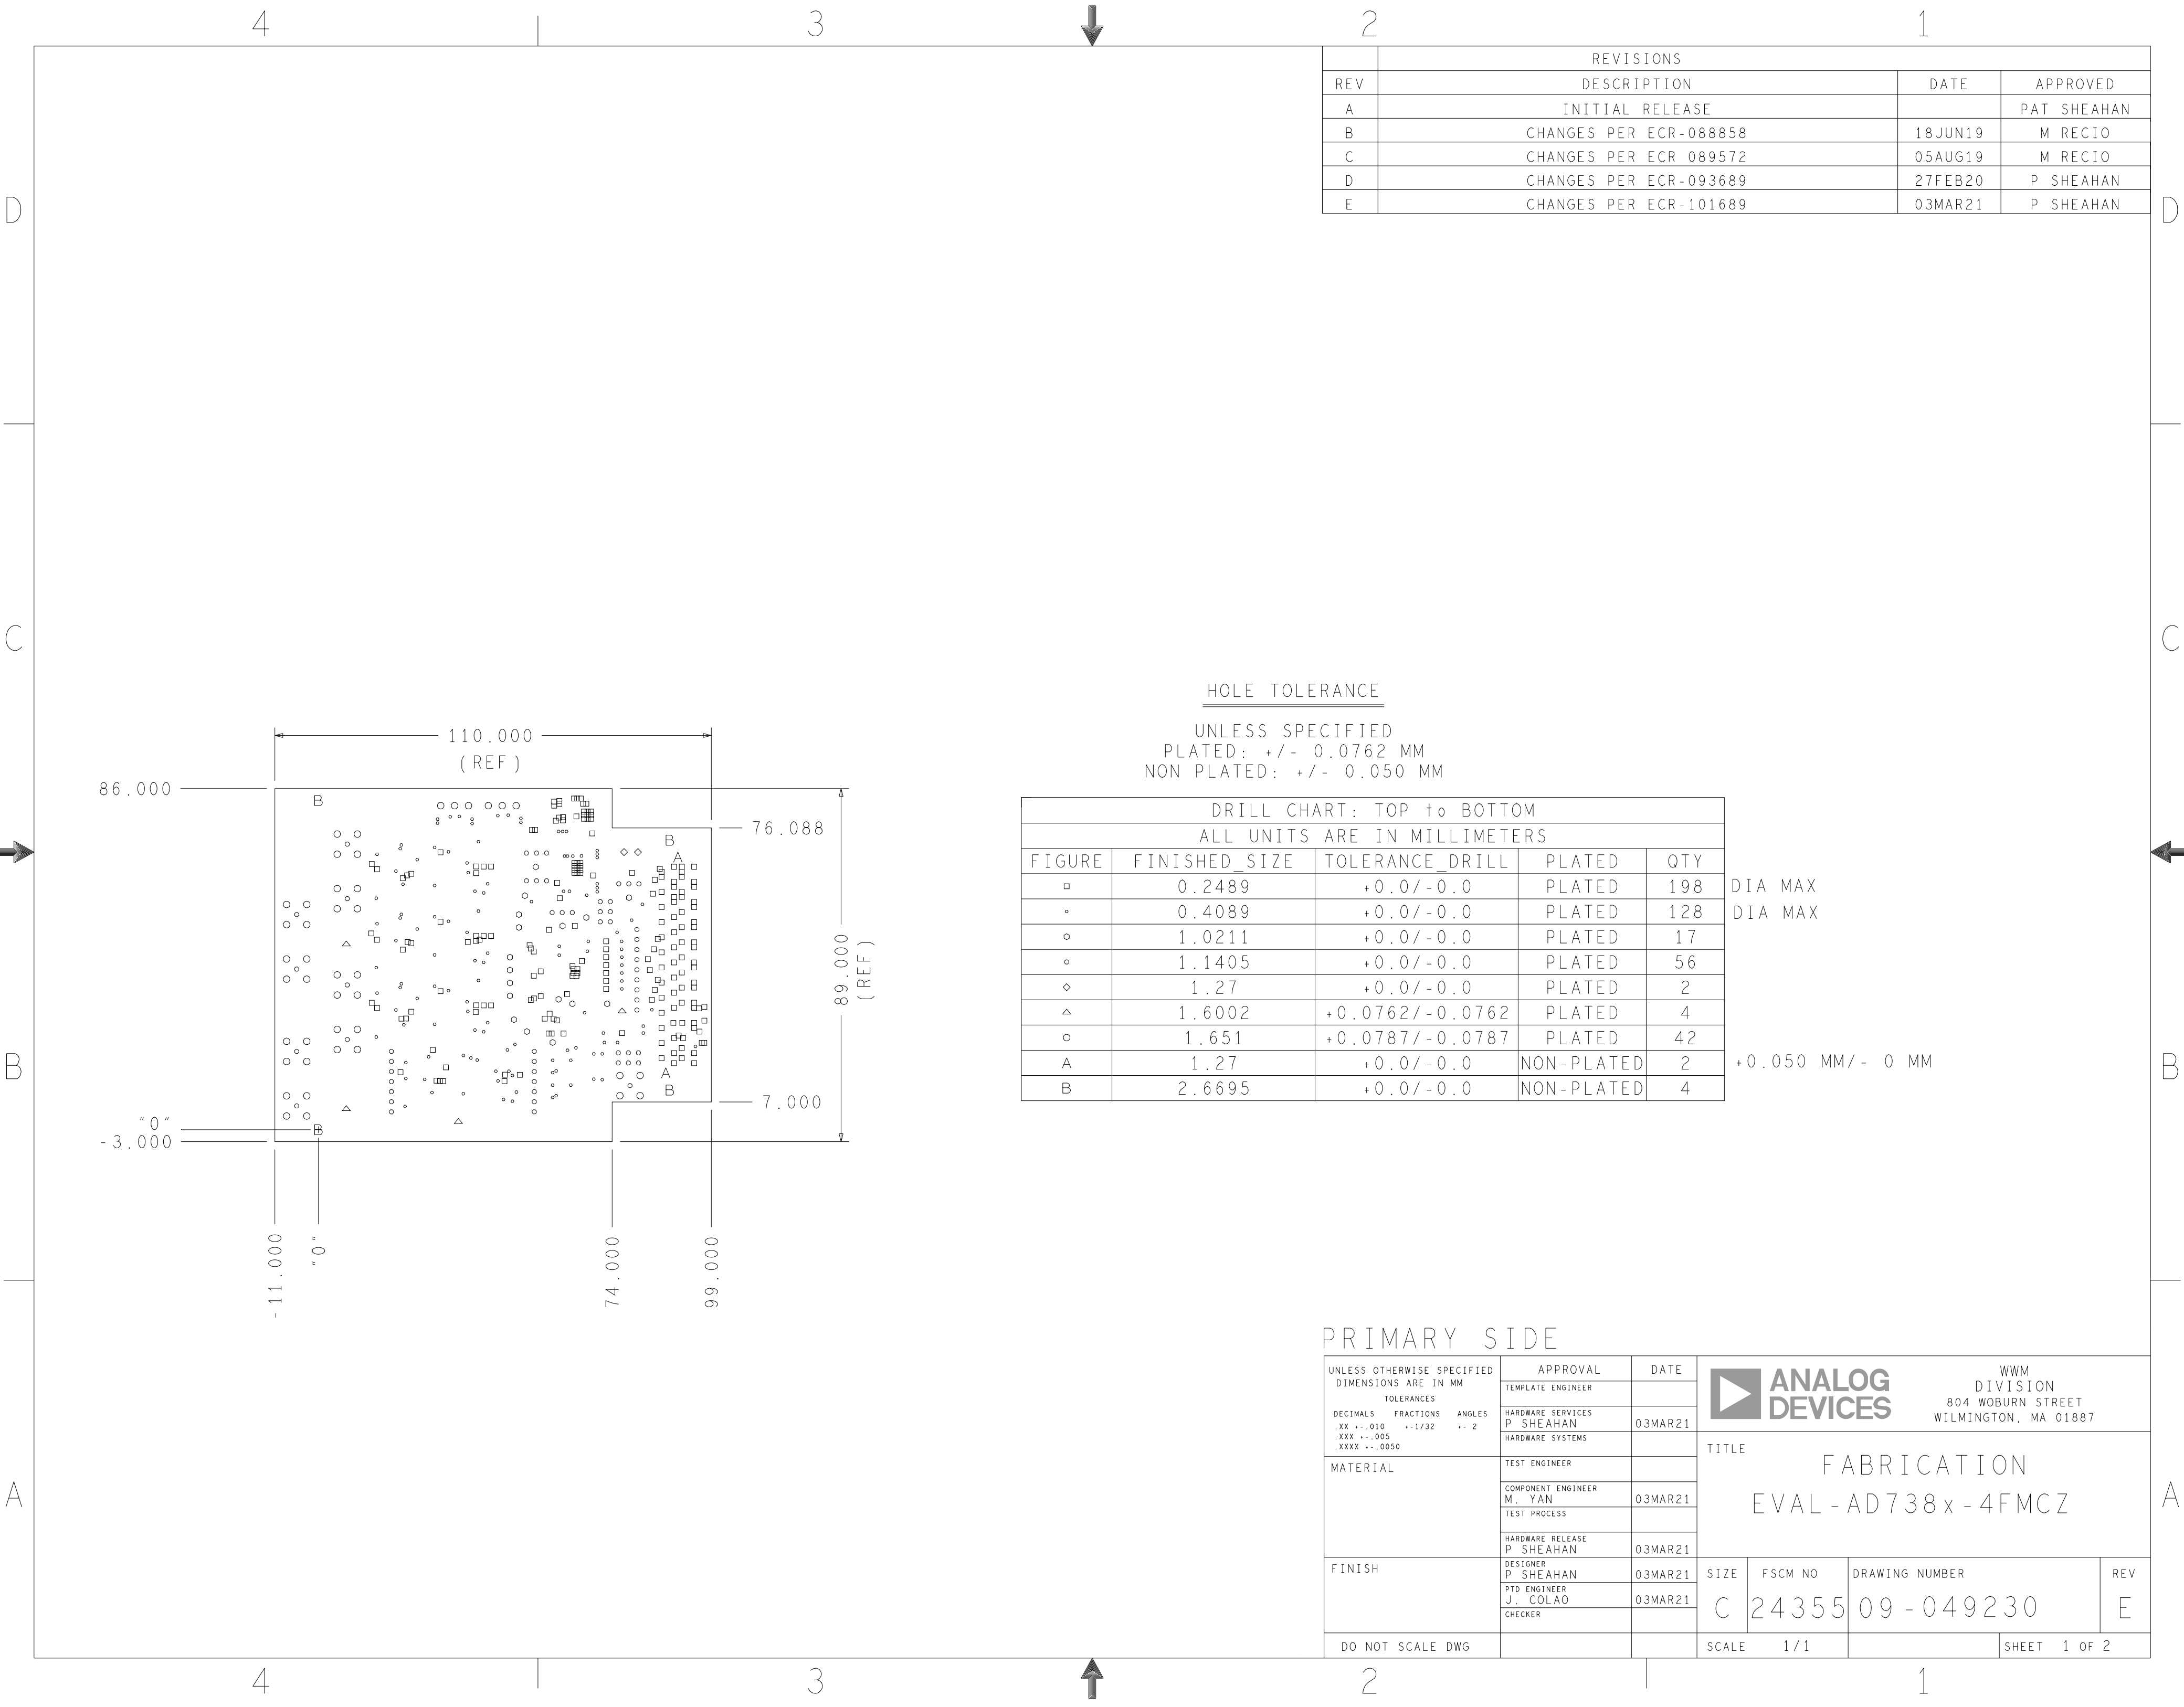 4 3 2 1
REVISIONS
REV DESCRIPTION DATE APPROVED
A INITIAL RELEASE PAT SHEAHAN
B CHANGES PER ECR-088858 18JUN19 M RECIO
C CHANGES PER ECR 089572 05AUG19 M RECIO
D CHANGES PER ECR-093689 27FEB20 P SHEAHAN
E CHANGES PER ECR-101689 03MAR21 P SHEAHAN
D D
C C
HOLE TOLERANCE
UNLESS SPECIFIED
PLATED: +/- 0.0762 MM
NON PLATED: +/- 0.050 MM
110.000
(REF)
86.000
76.088
B
B
A
89.000
(REF)
A
B
7.000
"0"
B
-3.000
-11.000
"0"
74.000
99.000
DRILL CHART: TOP to BOTTOM
ALL UNITS ARE IN MILLIMETERS
FIGURE FINISHED_SIZE TOLERANCE_DRILL PLATED QTY
0.2489 +0.0/-0.0 PLATED 198 DIA MAX
0.4089 +0.0/-0.0 PLATED 128 DIA MAX
1.0211 +0.0/-0.0 PLATED 17
1.1405 +0.0/-0.0 PLATED 56
1.27 +0.0/-0.0 PLATED 2
1.6002 +0.0762/-0.0762 PLATED 4
1.651 +0.0787/-0.0787 PLATED 42
A 1.27 +0.0/-0.0 NON-PLATED 2 +0.050 MM/- 0 MM
B 2.6695 +0.0/-0.0 NON-PLATED 4
B B
PRIMARY SIDE
UNLESS OTHERWISE SPECIFIED
DIMENSIONS ARE IN MM
TOLERANCES
DECIMALS FRACTIONS ANGLES
.XX +-.010 +-1/32 +- 2
.XXX +-.005
.XXXX +-.0050
MATERIAL
FINISH
DO NOT SCALE DWG
APPROVAL DATE
TEMPLATE ENGINEER
HARDWARE SERVICES
P SHEAHAN 03MAR21
HARDWARE SYSTEMS
TEST ENGINEER
COMPONENT ENGINEER
M. YAN 03MAR21
TEST PROCESS
HARDWARE RELEASE
P SHEAHAN 03MAR21
DESIGNER
P SHEAHAN 03MAR21
PTD ENGINEER
J. COLAO 03MAR21
CHECKER
ANALOG
DEVICES
WWM
DIVISION
804 WOBURN STREET
WILMINGTON, MA 01887
TITLE
FABRICATION
EVAL-AD738x-4FMCZ
SIZE FSCM NO DRAWING NUMBER REV
C 24355 09-049230 E
SCALE 1/1 SHEET 1 OF 2
A A
4 3 2 1